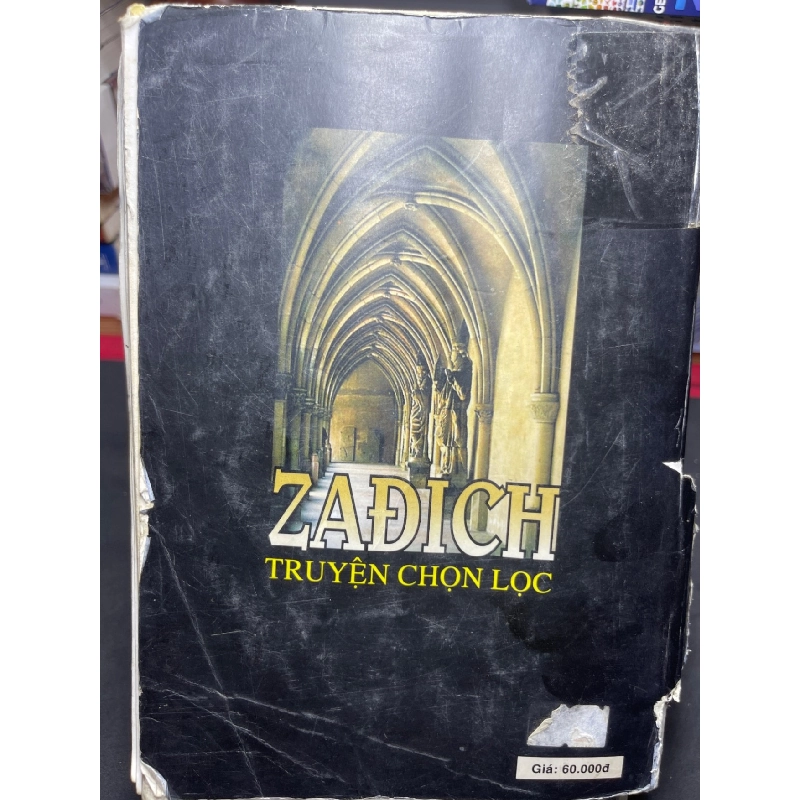 ZAĐICH
TRUYỆN CHỌN LỌC
Giá: 60.000đ